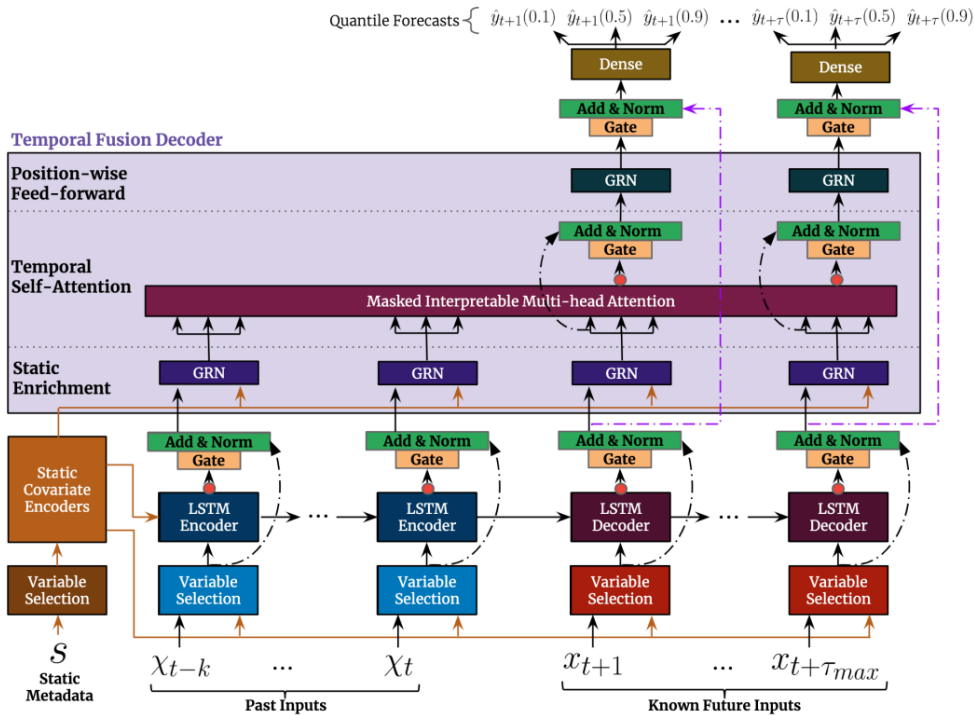 Quantile Forecasts ŷt+1(0.1) ŷt+1(0.5) ŷt+1(0.9) ... ŷt+τ(0.1) ŷt+τ(0.5) ŷt+τ(0.9)
Dense Dense
Add & Norm Add & Norm
Gate Gate
Temporal Fusion Decoder
Position-wise
Feed-forward
GRN GRN
Add & Norm Add & Norm
Gate Gate
Temporal
Self-Attention
Masked Interpretable Multi-head Attention
Static
Enrichment
GRN GRN GRN GRN
Add & Norm Add & Norm Add & Norm Add & Norm
Gate Gate Gate Gate
Static
Covariate
Encoders
LSTM
Encoder
...
LSTM
Encoder
LSTM
Decoder
...
LSTM
Decoder
Variable
Selection
Variable
Selection
Variable
Selection
Variable
Selection
Variable
Selection
s
Static
Metadata
χt−k ... χt xt+1 ... xt+τmax
Past Inputs Known Future Inputs